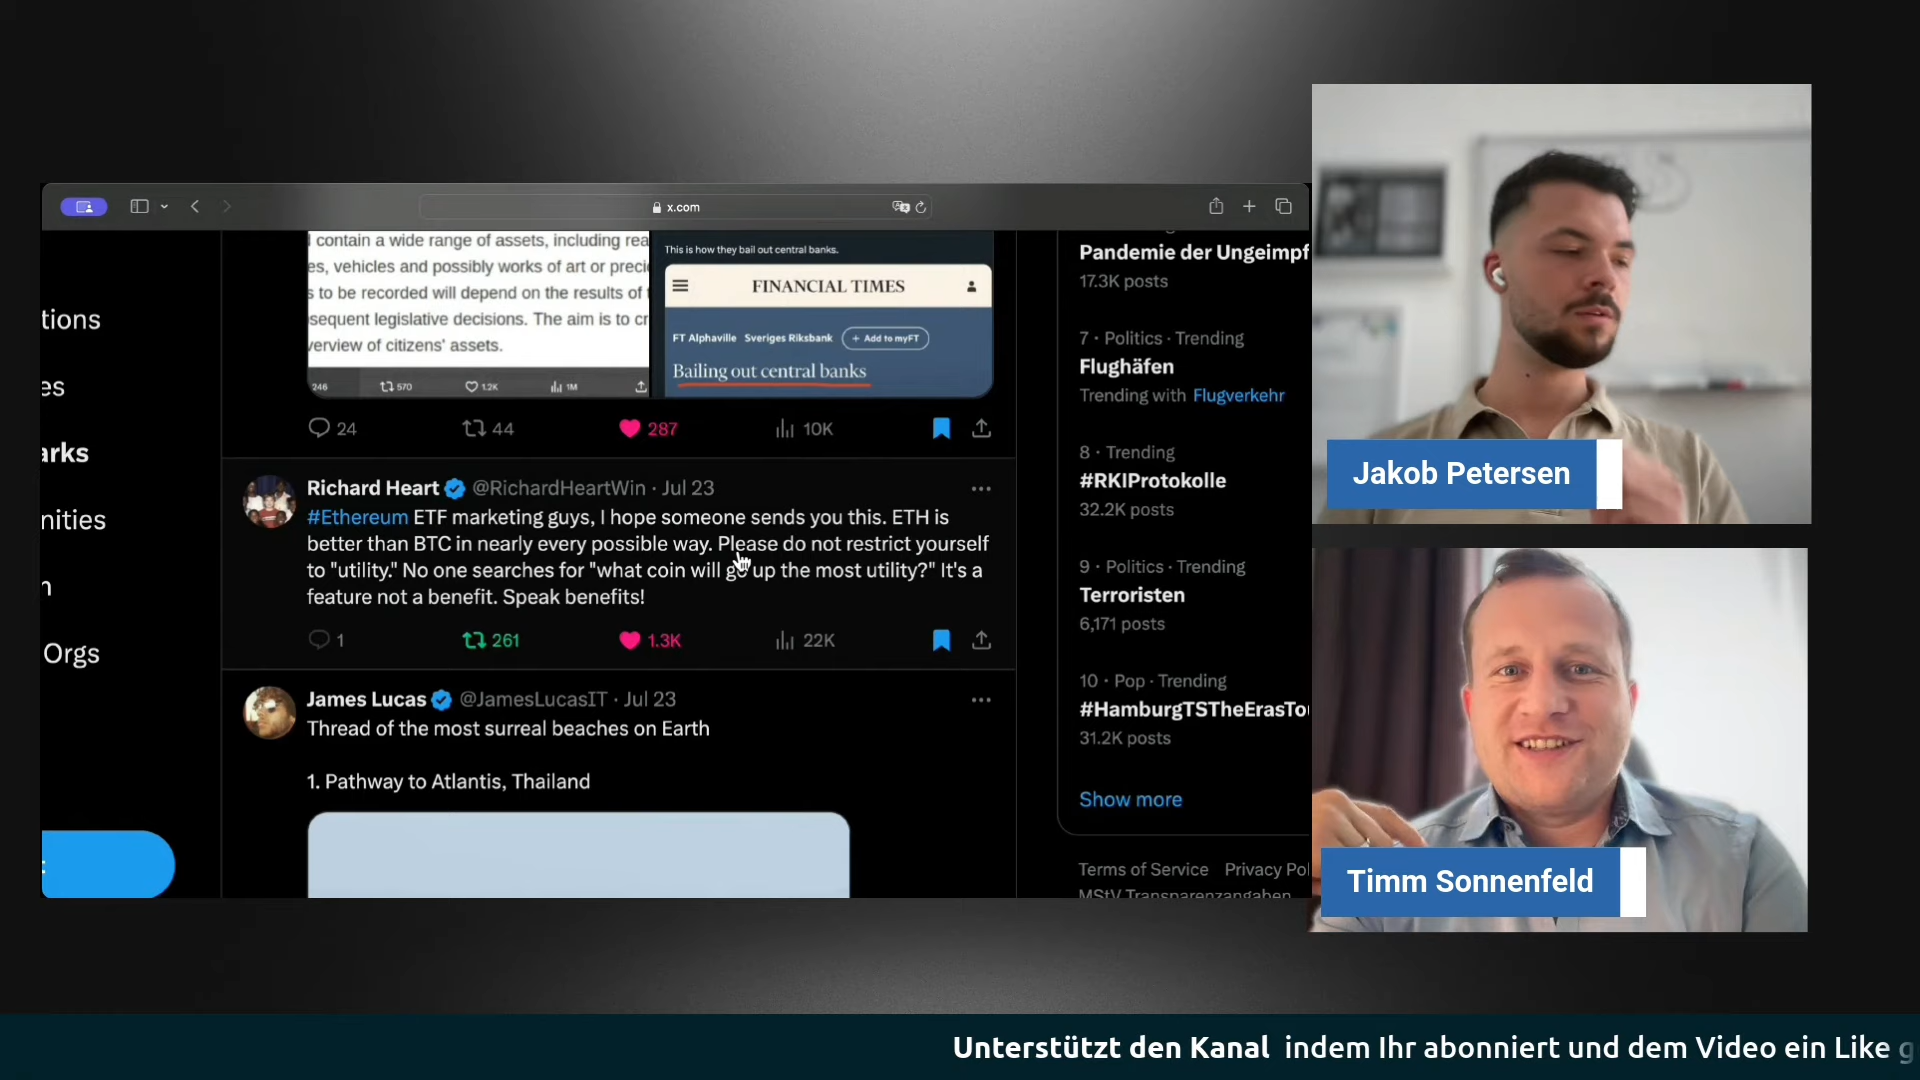 x.com
tions
es
arks
nities
n
Orgs
contain a wide range of assets, including rea
es, vehicles and possibly works of art or preci
s to be recorded will depend on the results of
sequent legislative decisions. The aim is to cr
verview of citizens' assets.
246 570 1.2K 1M
This is how they bail out central banks.
FINANCIAL TIMES
FT Alphaville Sveriges Riksbank + Add to myFT
Bailing out central banks
24 44 287 10K
Richard Heart @RichardHeartWin · Jul 23
#Ethereum ETF marketing guys, I hope someone sends you this. ETH is
better than BTC in nearly every possible way. Please do not restrict yourself
to "utility." No one searches for "what coin will go up the most utility?" It's a
feature not a benefit. Speak benefits!
1 261 1.3K 22K
James Lucas @JamesLucasIT · Jul 23
Thread of the most surreal beaches on Earth
1. Pathway to Atlantis, Thailand
Pandemie der Ungeimpf
17.3K posts
7 · Politics · Trending
Flughäfen
Trending with Flugverkehr
8 · Trending
#RKIProtokolle
32.2K posts
9 · Politics · Trending
Terroristen
6,171 posts
10 · Pop · Trending
#HamburgTSTheErasTou
31.2K posts
Show more
Terms of Service Privacy Pol
MStV Transparenzangaben
Jakob Petersen
Timm Sonnenfeld
Unterstützt den Kanal indem Ihr abonniert und dem Video ein Like g